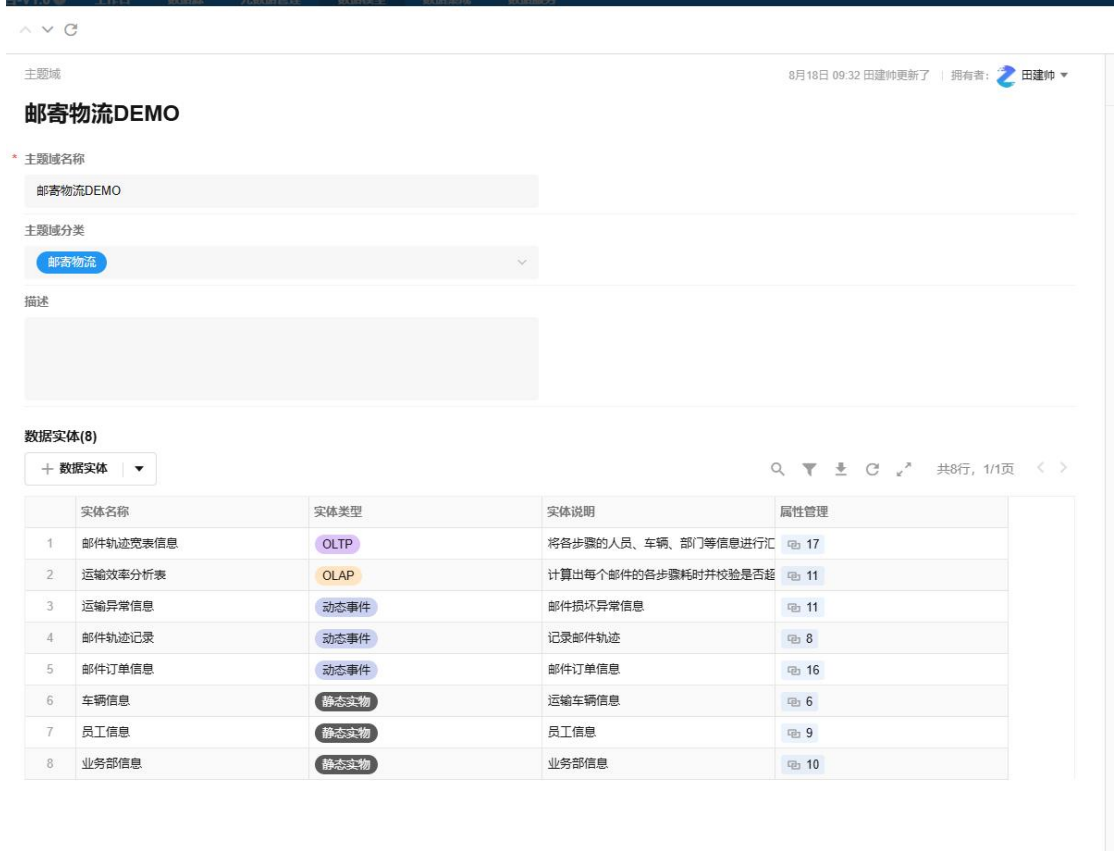 主题域
8月18日 09:32 田建帅更新了 拥有者: 田建帅
邮寄物流DEMO
* 主题域名称
邮寄物流DEMO
主题域分类
邮寄物流
描述
数据实体(8)
数据实体
共8行, 1/1页
实体名称 实体类型 实体说明 属性管理
1 邮件轨迹宽表信息 OLTP 将各步骤的人员、车辆、部门等信息进行汇 17
2 运输效率分析表 OLAP 计算出每个邮件的各步骤耗时并校验是否超 11
3 运输异常信息 动态事件 邮件损坏异常信息 11
4 邮件轨迹记录 动态事件 记录邮件轨迹 8
5 邮件订单信息 动态事件 邮件订单信息 16
6 车辆信息 静态实物 运输车辆信息 6
7 员工信息 静态实物 员工信息 9
8 业务部信息 静态实物 业务部信息 10